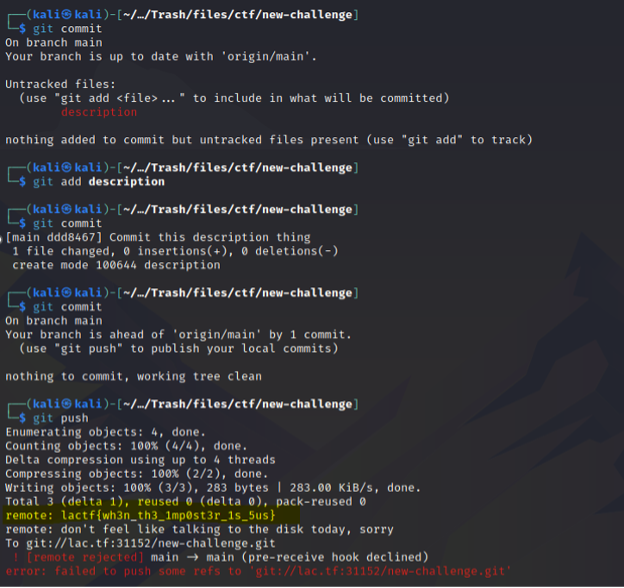 ┌──(kali㉿kali)-[~/…/Trash/files/ctf/new-challenge]
└─$ git commit
On branch main
Your branch is up to date with 'origin/main'.
Untracked files:
(use "git add <file>..." to include in what will be committed)
description
nothing added to commit but untracked files present (use "git add" to track)
┌──(kali㉿kali)-[~/…/Trash/files/ctf/new-challenge]
└─$ git add description
┌──(kali㉿kali)-[~/…/Trash/files/ctf/new-challenge]
└─$ git commit
[main ddd8467] Commit this description thing
1 file changed, 0 insertions(+), 0 deletions(-)
create mode 100644 description
┌──(kali㉿kali)-[~/…/Trash/files/ctf/new-challenge]
└─$ git commit
On branch main
Your branch is ahead of 'origin/main' by 1 commit.
(use "git push" to publish your local commits)
nothing to commit, working tree clean
┌──(kali㉿kali)-[~/…/Trash/files/ctf/new-challenge]
└─$ git push
Enumerating objects: 4, done.
Counting objects: 100% (4/4), done.
Delta compression using up to 4 threads
Compressing objects: 100% (2/2), done.
Writing objects: 100% (3/3), 283 bytes | 283.00 KiB/s, done.
Total 3 (delta 1), reused 0 (delta 0), pack-reused 0
remote: lactf{wh3n_th3_1mp0st3r_1s_5us}
remote: don't feel like talking to the disk today, sorry
To git://lac.tf:31152/new-challenge.git
! [remote rejected] main → main (pre-receive hook declined)
error: failed to push some refs to 'git://lac.tf:31152/new-challenge.git'